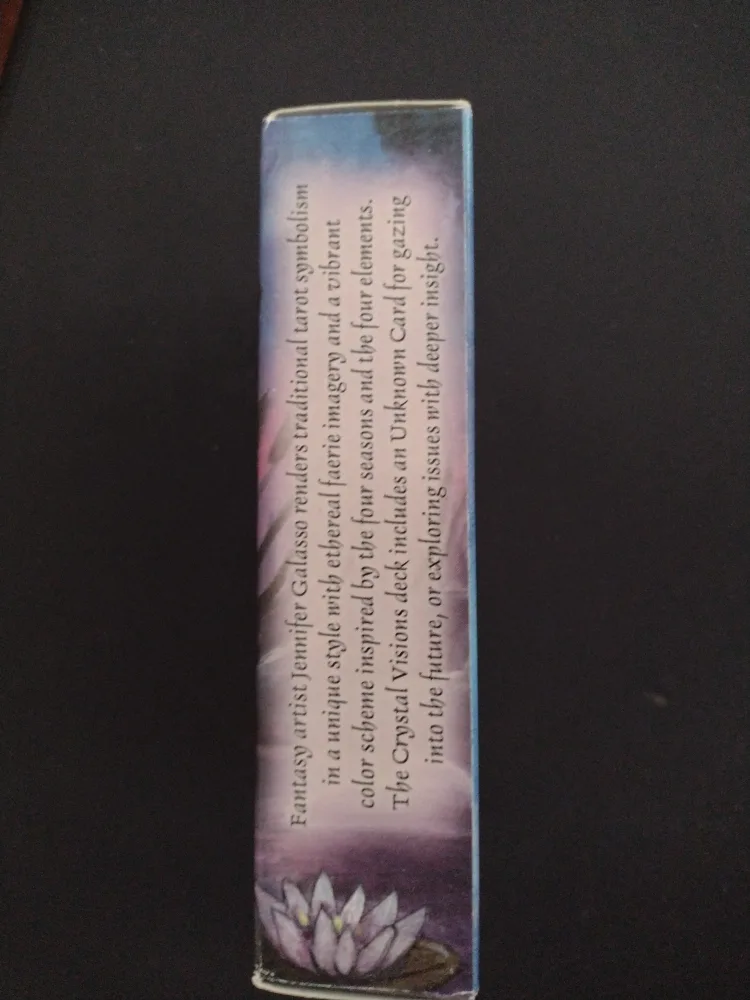 Fantasy artist Jennifer Galasso renders traditional tarot symbolism
in a unique style with ethereal faerie imagery and a vibrant
color scheme inspired by the four seasons and the four elements.
The Crystal Visions deck includes an Unknown Card for gazing
into the future, or exploring issues with deeper insight.